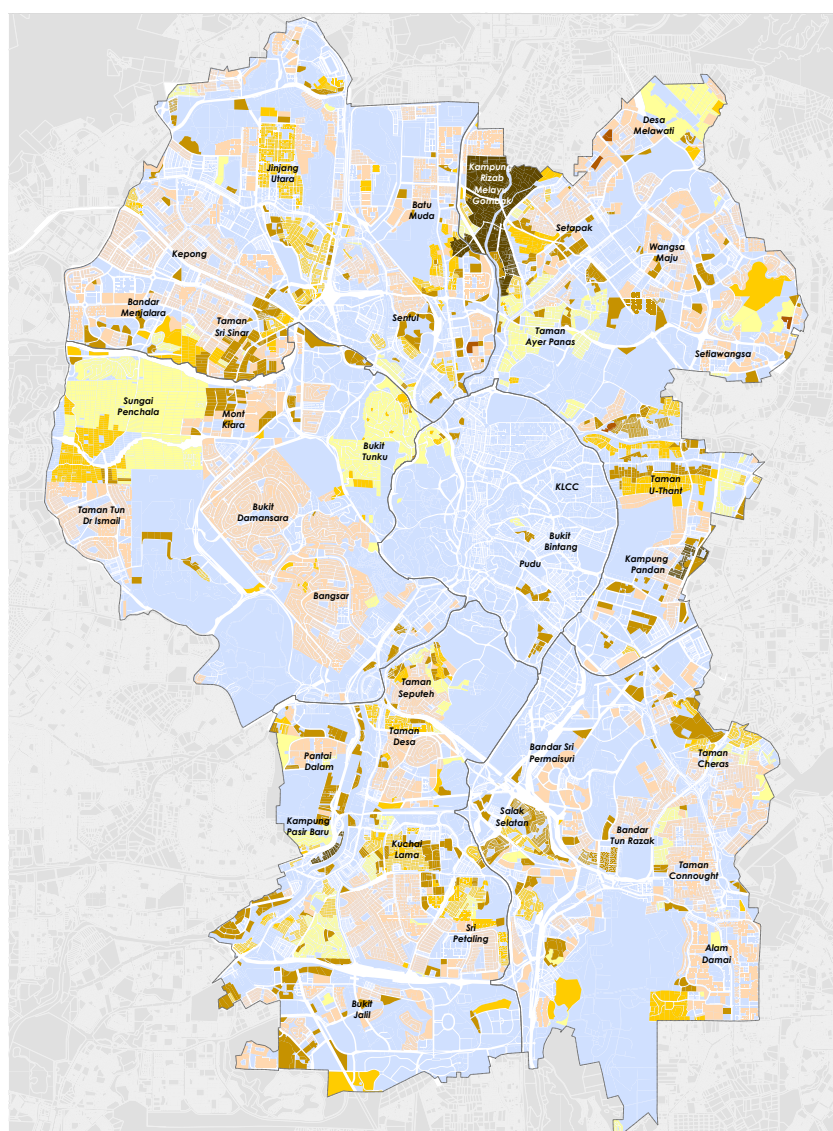 Desa
Melawati
Kampung
Rizab
Melayu
Gombak
Jinjang
Utara
Batu
Muda
Setapak
Wangsa
Maju
Kepong
Bandar
Menjalara
Taman
Sri Sinar
Sentul
Taman
Ayer Panas
Setiawangsa
Sungai
Penchala
Mont
Kiara
Bukit
Tunku
KLCC
Taman
U-Thant
Taman Tun
Dr Ismail
Bukit
Damansara
Bukit
Bintang
Pudu
Kampung
Pandan
Bangsar
Taman
Seputeh
Taman
Desa
Pantai
Dalam
Bandar Sri
Permaisuri
Taman
Cheras
Kampung
Pasir Baru
Salak
Selatan
Kuchai
Lama
Bandar
Tun Razak
Taman
Connought
Sri
Petaling
Alam
Damai
Bukit
Jalil